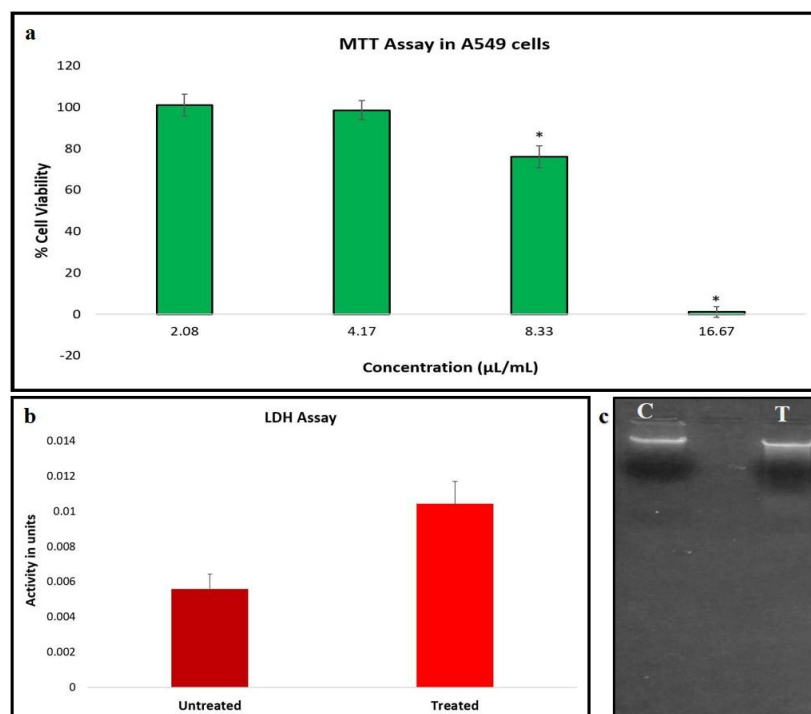 a
MTT Assay in A549 cells
120
100
80
60
40
20
0
-20
% Cell Viability
*
*
2.08 4.17 8.33 16.67
Concentration (µL/mL)
b
LDH Assay
0.014
0.012
0.01
0.008
0.006
0.004
0.002
0
Activity in units
Untreated Treated
c
C T